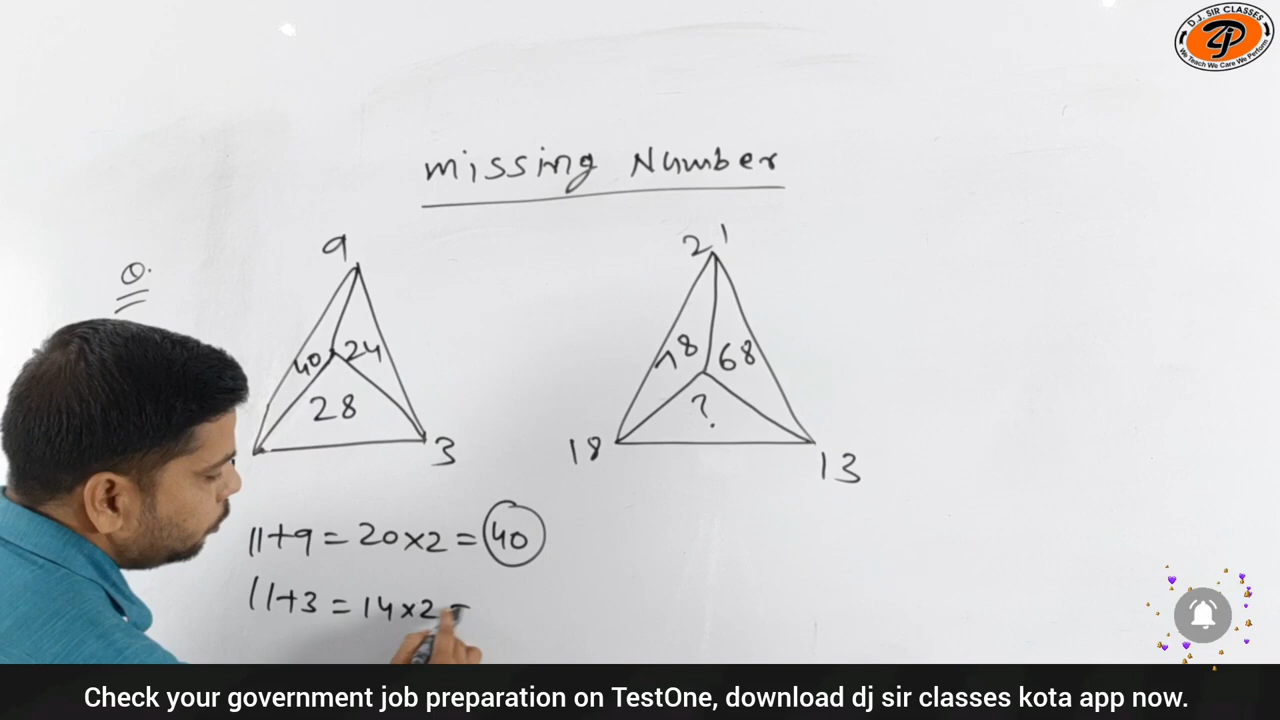 D.J. SIR CLASSES
We Teach We Care We Perform
missing Number
Q.
9
40 24
28
3
21
78 68
?
18
13
11+9 = 20×2 = 40
11+3 = 14×2 =
Check your government job preparation on TestOne, download dj sir classes kota app now.